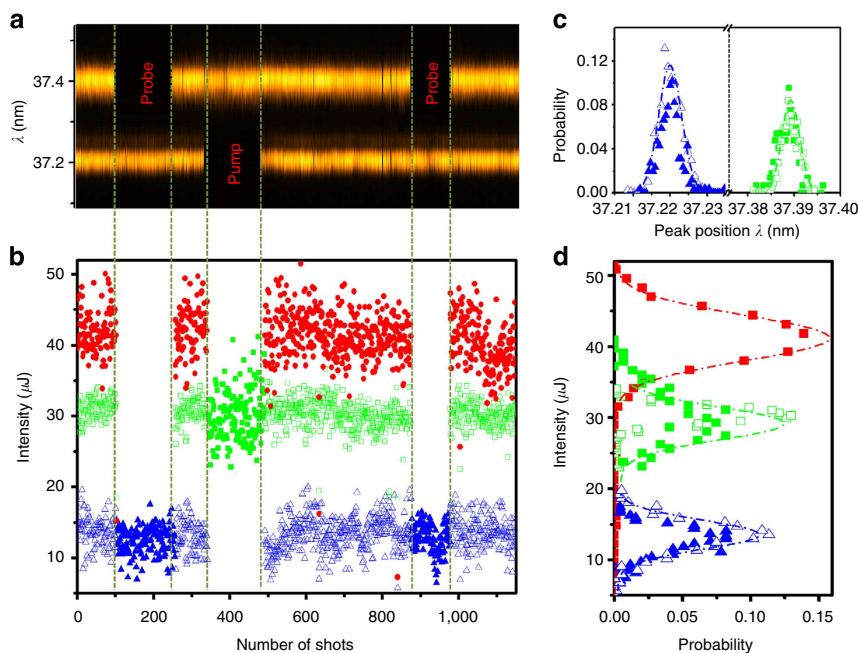 a
λ (nm)
37.4
37.2
Probe
Pump
Probe
c
Probability
0.12
0.08
0.04
0.00
37.21 37.22 37.23 37.38 37.39 37.40
Peak position λ (nm)
b
Intensity (μJ)
50
40
30
20
10
0 200 400 600 800 1,000
Number of shots
d
Intensity (μJ)
50
40
30
20
10
0.00 0.05 0.10 0.15
Probability